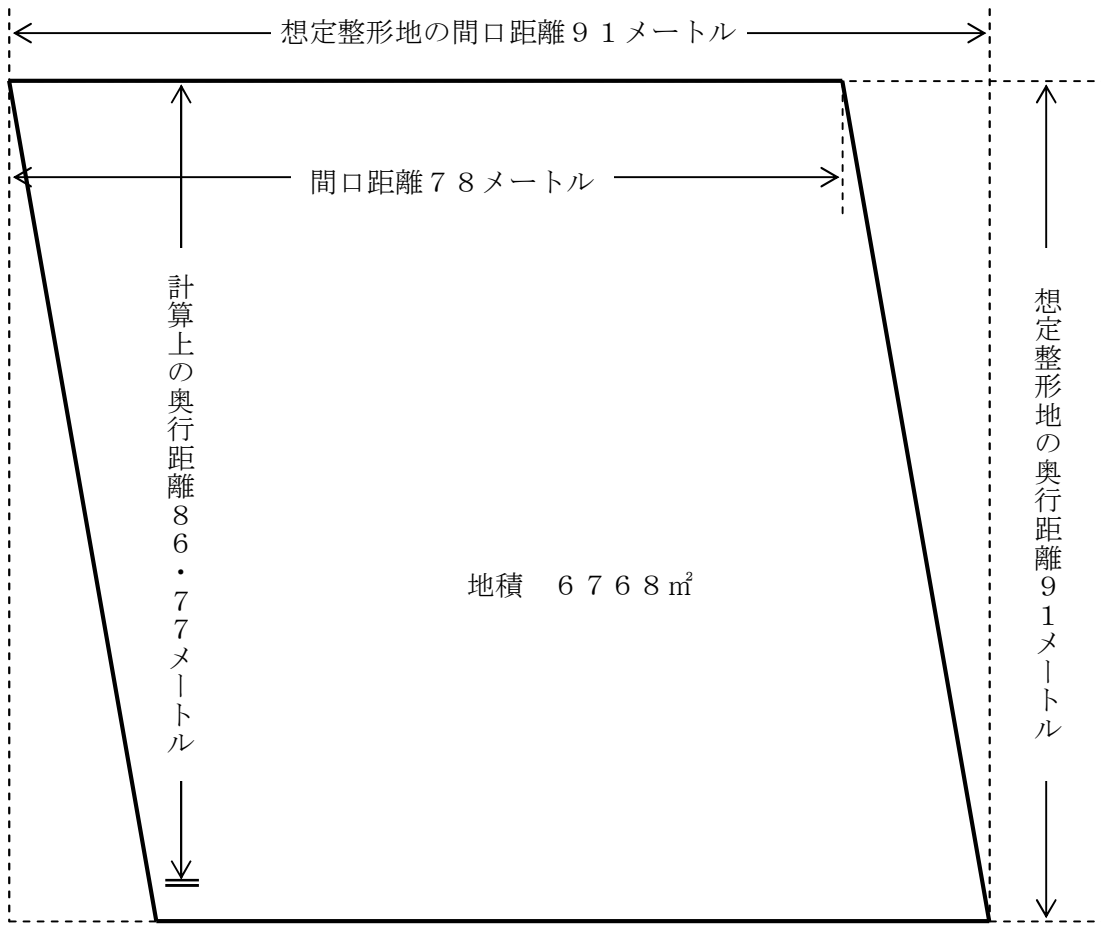 想定整形地の間口距離９１メートル
間口距離７８メートル
計算上の奥行距離８６・７７メートル
想定整形地の奥行距離９１メートル
地積　６７６８㎡